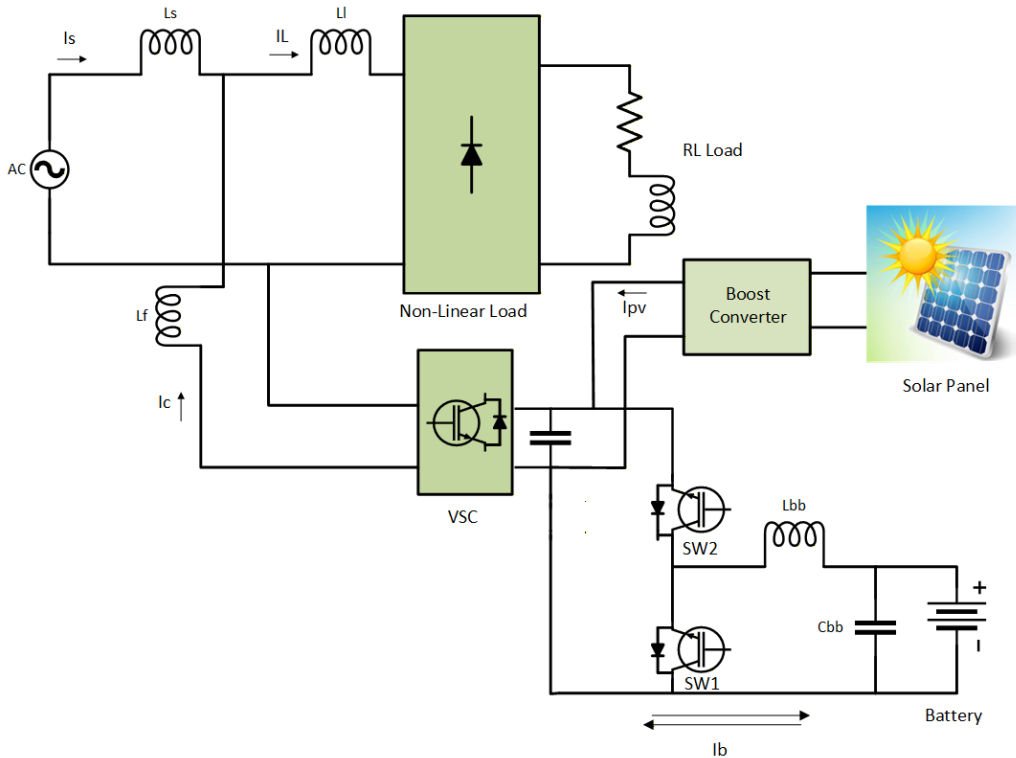 Ls
Is
IL
Ll
AC
RL Load
Non-Linear Load
Lf
Ipv
Boost
Converter
Solar Panel
Ic
VSC
SW2
Lbb
Cbb
+
SW1
Battery
Ib